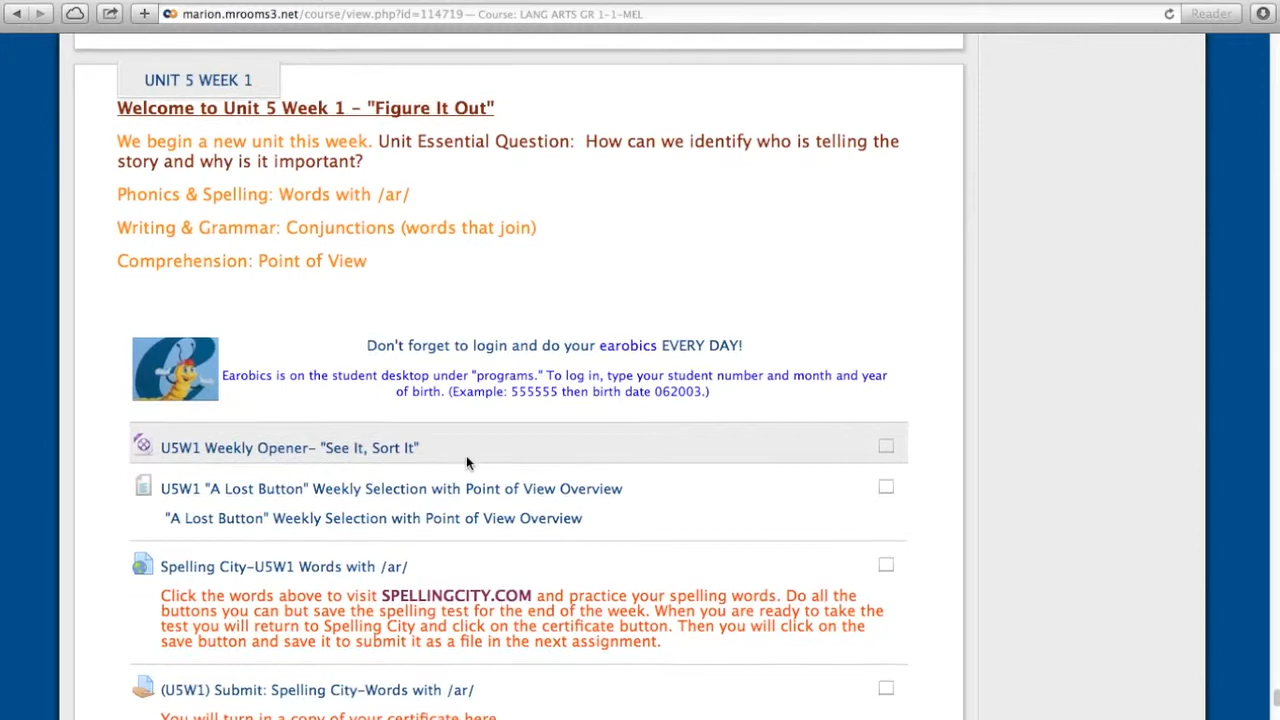 marion.mrooms3.net/course/view.php?id=114719 — Course: LANG ARTS GR 1-1-MEL
Reader
UNIT 5 WEEK 1
Welcome to Unit 5 Week 1 - "Figure It Out"
We begin a new unit this week. Unit Essential Question: How can we identify who is telling the
story and why is it important?
Phonics & Spelling: Words with /ar/
Writing & Grammar: Conjunctions (words that join)
Comprehension: Point of View
Don't forget to login and do your earobics EVERY DAY!
Earobics is on the student desktop under "programs." To log in, type your student number and month and year
of birth. (Example: 555555 then birth date 062003.)
U5W1 Weekly Opener- "See It, Sort It"
U5W1 "A Lost Button" Weekly Selection with Point of View Overview
"A Lost Button" Weekly Selection with Point of View Overview
Spelling City-U5W1 Words with /ar/
Click the words above to visit SPELLINGCITY.COM and practice your spelling words. Do all the
buttons you can but save the spelling test for the end of the week. When you are ready to take the
test you will return to Spelling City and click on the certificate button. Then you will click on the
save button and save it to submit it as a file in the next assignment.
(U5W1) Submit: Spelling City-Words with /ar/
You will turn in a copy of your certificate here.